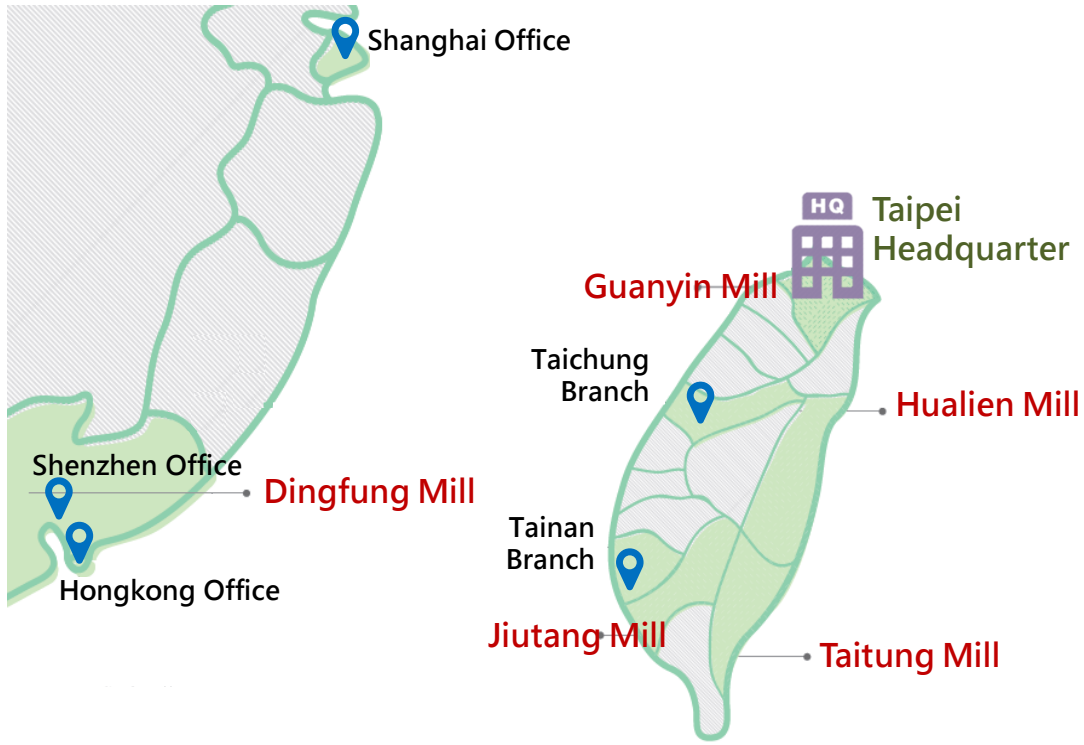 Shanghai Office
HQ
Taipei
Headquarter
Guanyin Mill
Taichung
Branch
Hualien Mill
Shenzhen Office
Dingfung Mill
Tainan
Branch
Hongkong Office
Jiutang Mill
Taitung Mill